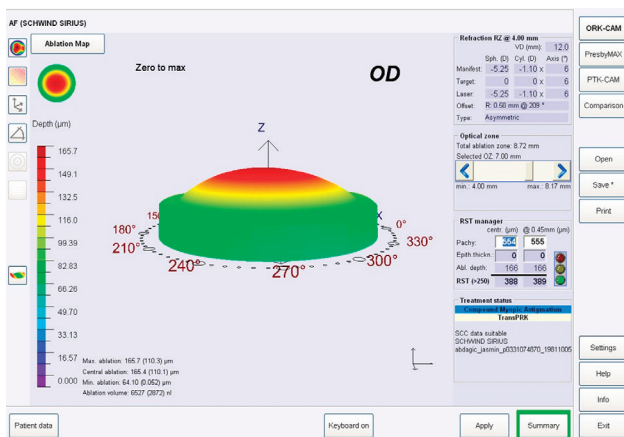 AF (SCHWIND SIRIUS)
Ablation Map
Zero to max
OD
Depth (µm)
165.7
149.1
132.5
116.0
99.39
82.83
66.26
49.70
33.13
16.57
0.000
Z
X
150
180°
210°
240°
270°
300°
330°
0°
Max. ablation: 165.7 (110.3) µm
Central ablation: 165.4 (110.1) µm
Min. ablation: 64.10 (0.052) µm
Ablation volume: 6527 (2872) nl
Refraction RZ @ 4.00 mm
VD (mm): 12.0
Sph. (D) Cyl. (D) Axis (°)
Manifest: -5.25 -1.10 x 6
Target: 0 0 x 6
Laser: -5.25 -1.10 x 6
Offset: R: 0.50 mm @ 209 °
Type: Asymmetric
Optical zone
Total ablation zone: 8.72 mm
Selected OZ: 7.00 mm
min.: 4.00 mm max.: 8.17 mm
RST manager
centr. (µm) @ 0.45mm (µm)
Pachy: 554 555
Epith thickn.: 0 0
Abl. depth: 166 166
RST (>250) 388 389
Treatment status
Compound Myopic Astigmatism
TransPRK
SCC data suitable
SCHWIND SIRIUS
abdagic_jasmin_p0331074870_19811005
ORK-CAM
PresbyMAX
PTK-CAM
Comparison
Open
Save *
Print
Settings
Help
Info
Exit
Patient data
Keyboard on
Apply
Summary